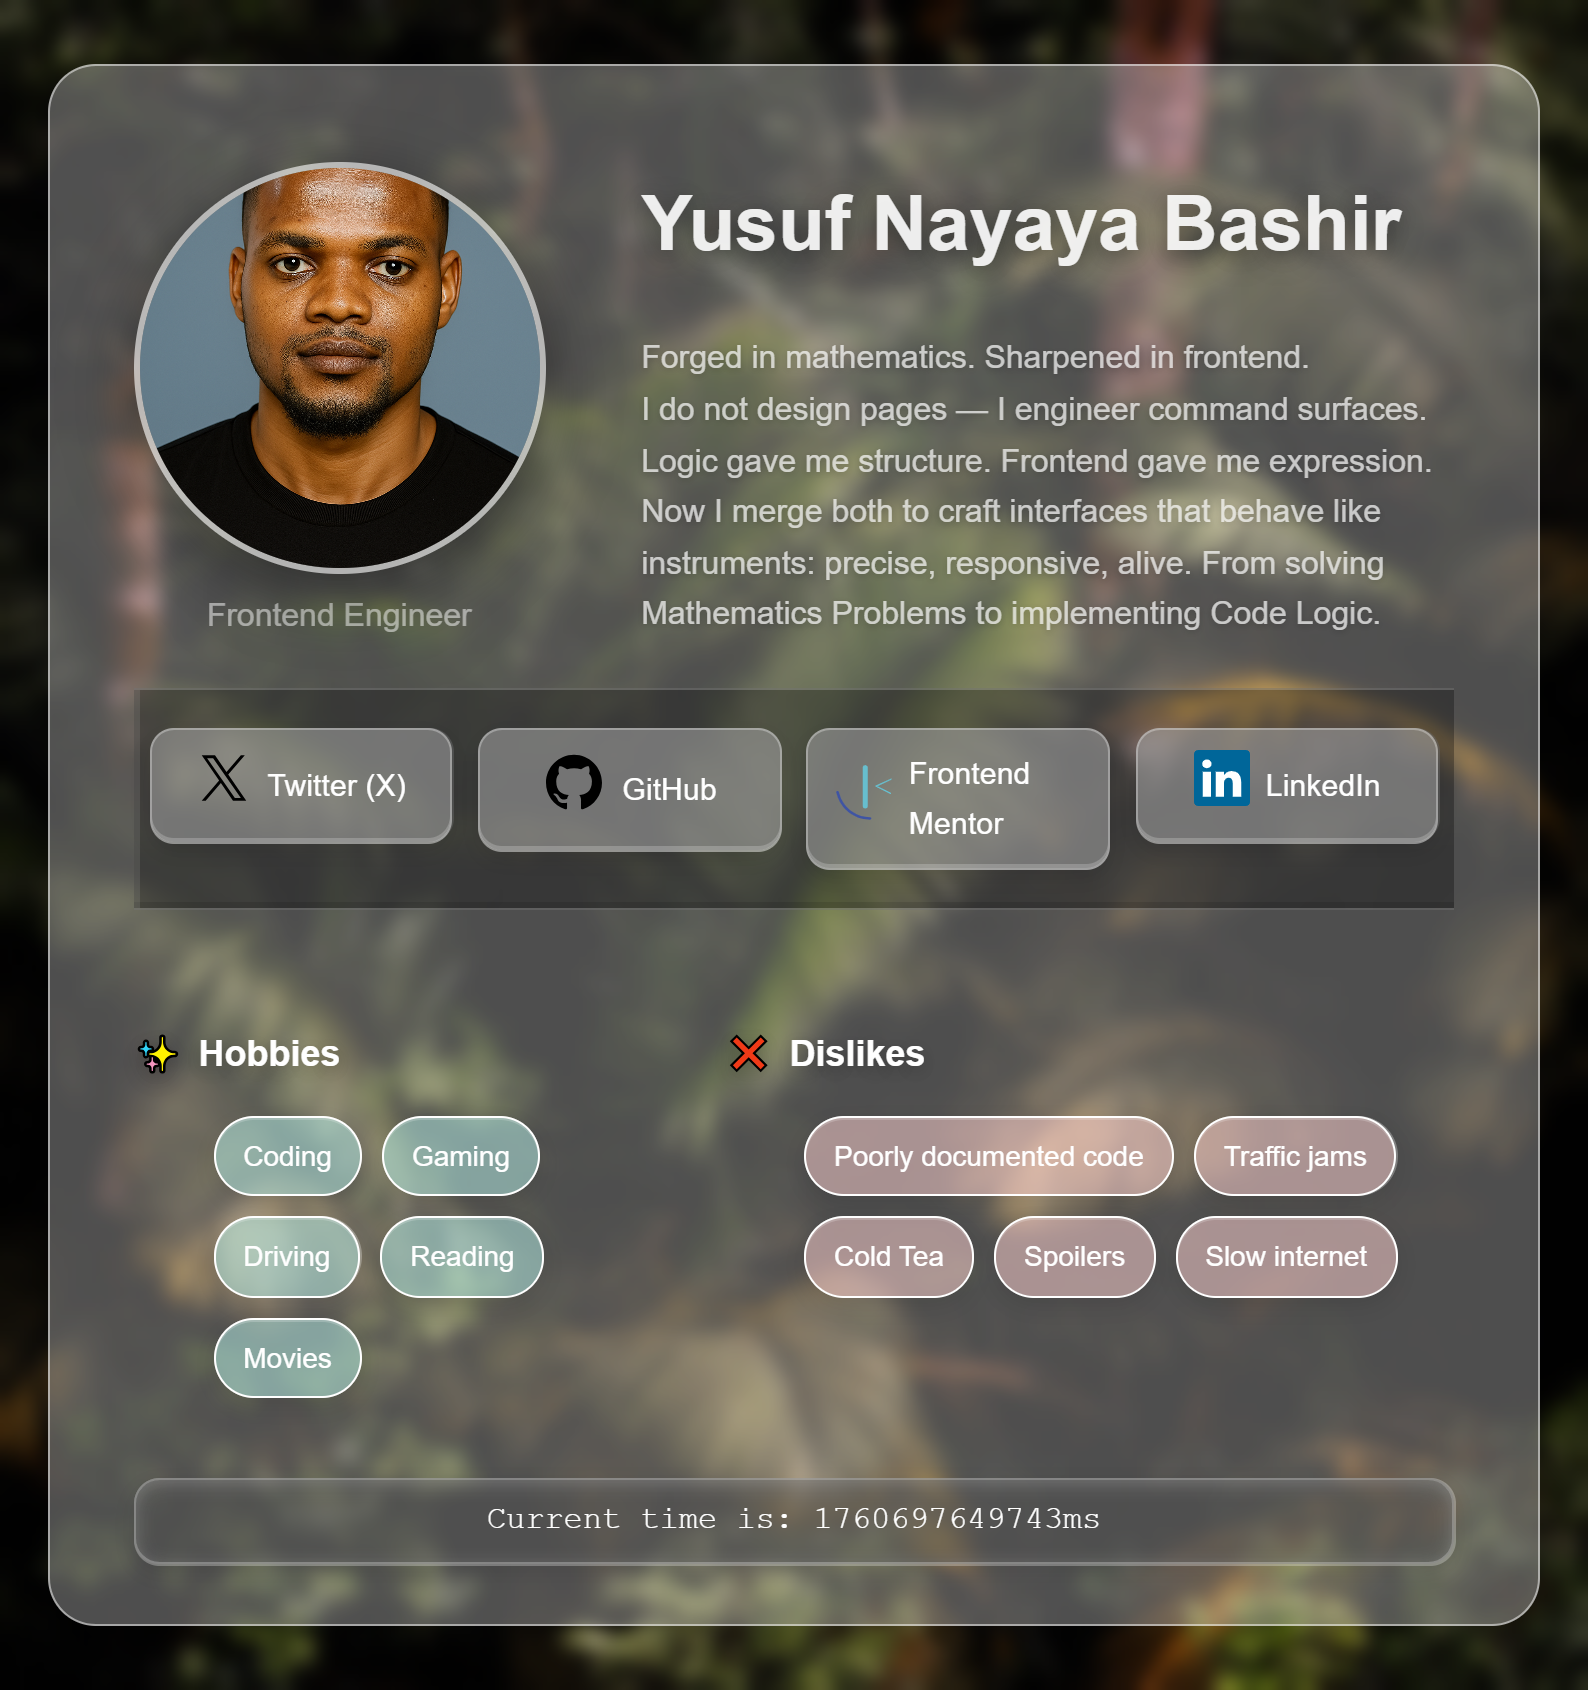 Yusuf Nayaya Bashir
Forged in mathematics. Sharpened in frontend.
I do not design pages — I engineer command surfaces.
Logic gave me structure. Frontend gave me expression.
Now I merge both to craft interfaces that behave like
instruments: precise, responsive, alive. From solving
Mathematics Problems to implementing Code Logic.
Frontend Engineer
Twitter (X)
GitHub
Frontend
Mentor
in
LinkedIn
Hobbies
Coding
Gaming
Driving
Reading
Movies
Dislikes
Poorly documented code
Traffic jams
Cold Tea
Spoilers
Slow internet
Current time is: 1760697649743ms